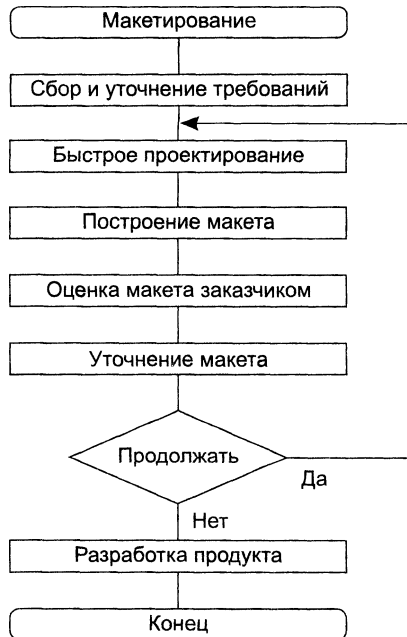 Макетирование
Сбор и уточнение требований
Быстрое проектирование
Построение макета
Оценка макета заказчиком
Уточнение макета
Продолжать
Да
Нет
Разработка продукта
Конец